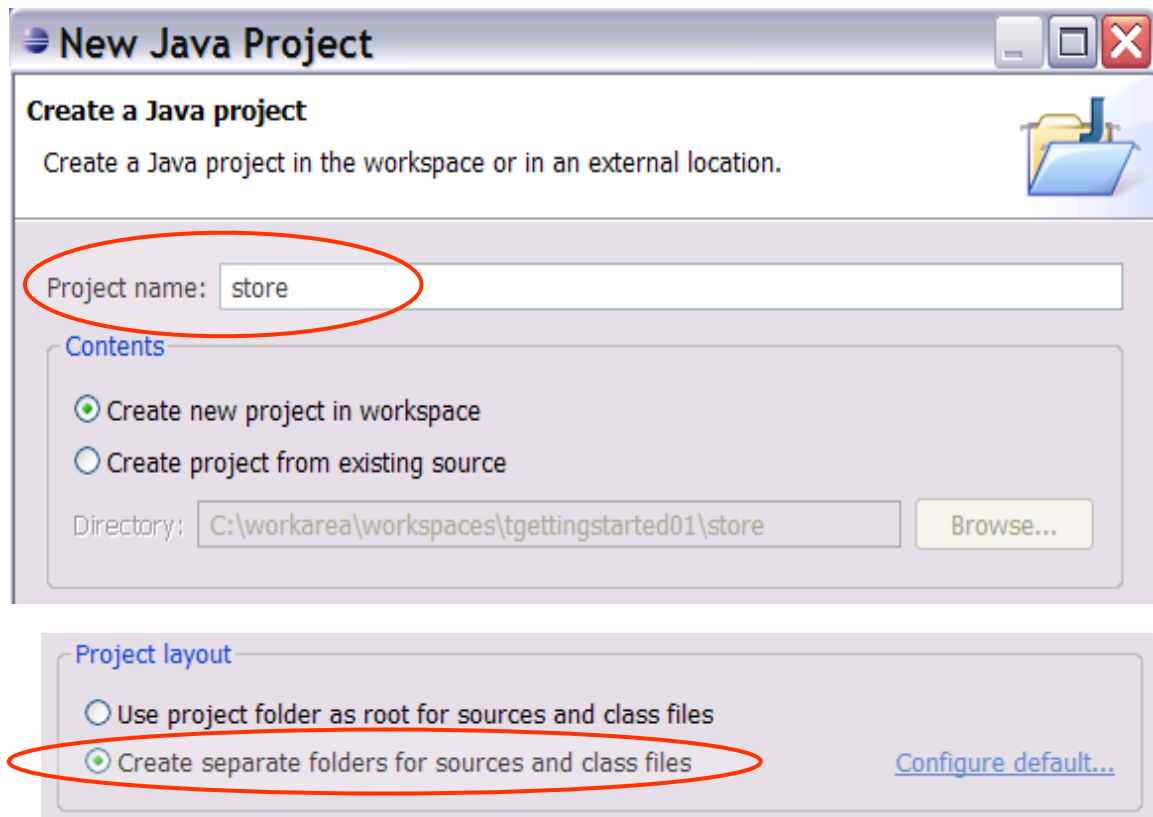 New Java Project
Create a Java project
Create a Java project in the workspace or in an external location.
Project name: store
Contents
Create new project in workspace
Create project from existing source
Directory: C:\workarea\workspaces\tgettingstarted01\store Browse...
Project layout
Use project folder as root for sources and class files
Create separate folders for sources and class files Configure default...